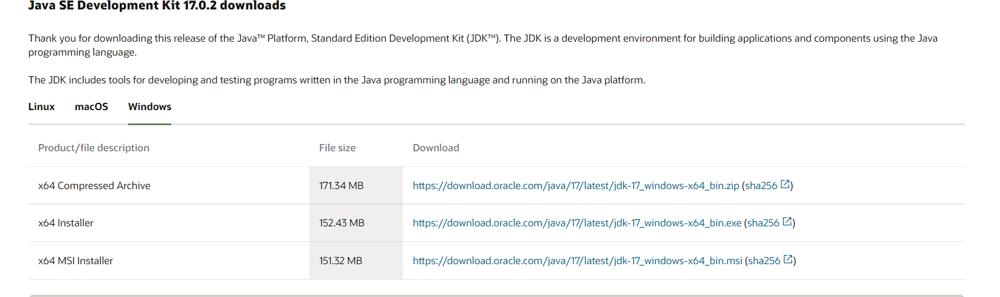 Java SE Development Kit 17.0.2 downloads
Thank you for downloading this release of the Java™ Platform, Standard Edition Development Kit (JDK™). The JDK is a development environment for building applications and components using the Java
programming language.
The JDK includes tools for developing and testing programs written in the Java programming language and running on the Java platform.
Linux macOS Windows
Product/file description File size Download
x64 Compressed Archive 171.34 MB https://download.oracle.com/java/17/latest/jdk-17_windows-x64_bin.zip (sha256)
x64 Installer 152.43 MB https://download.oracle.com/java/17/latest/jdk-17_windows-x64_bin.exe (sha256)
x64 MSI Installer 151.32 MB https://download.oracle.com/java/17/latest/jdk-17_windows-x64_bin.msi (sha256)